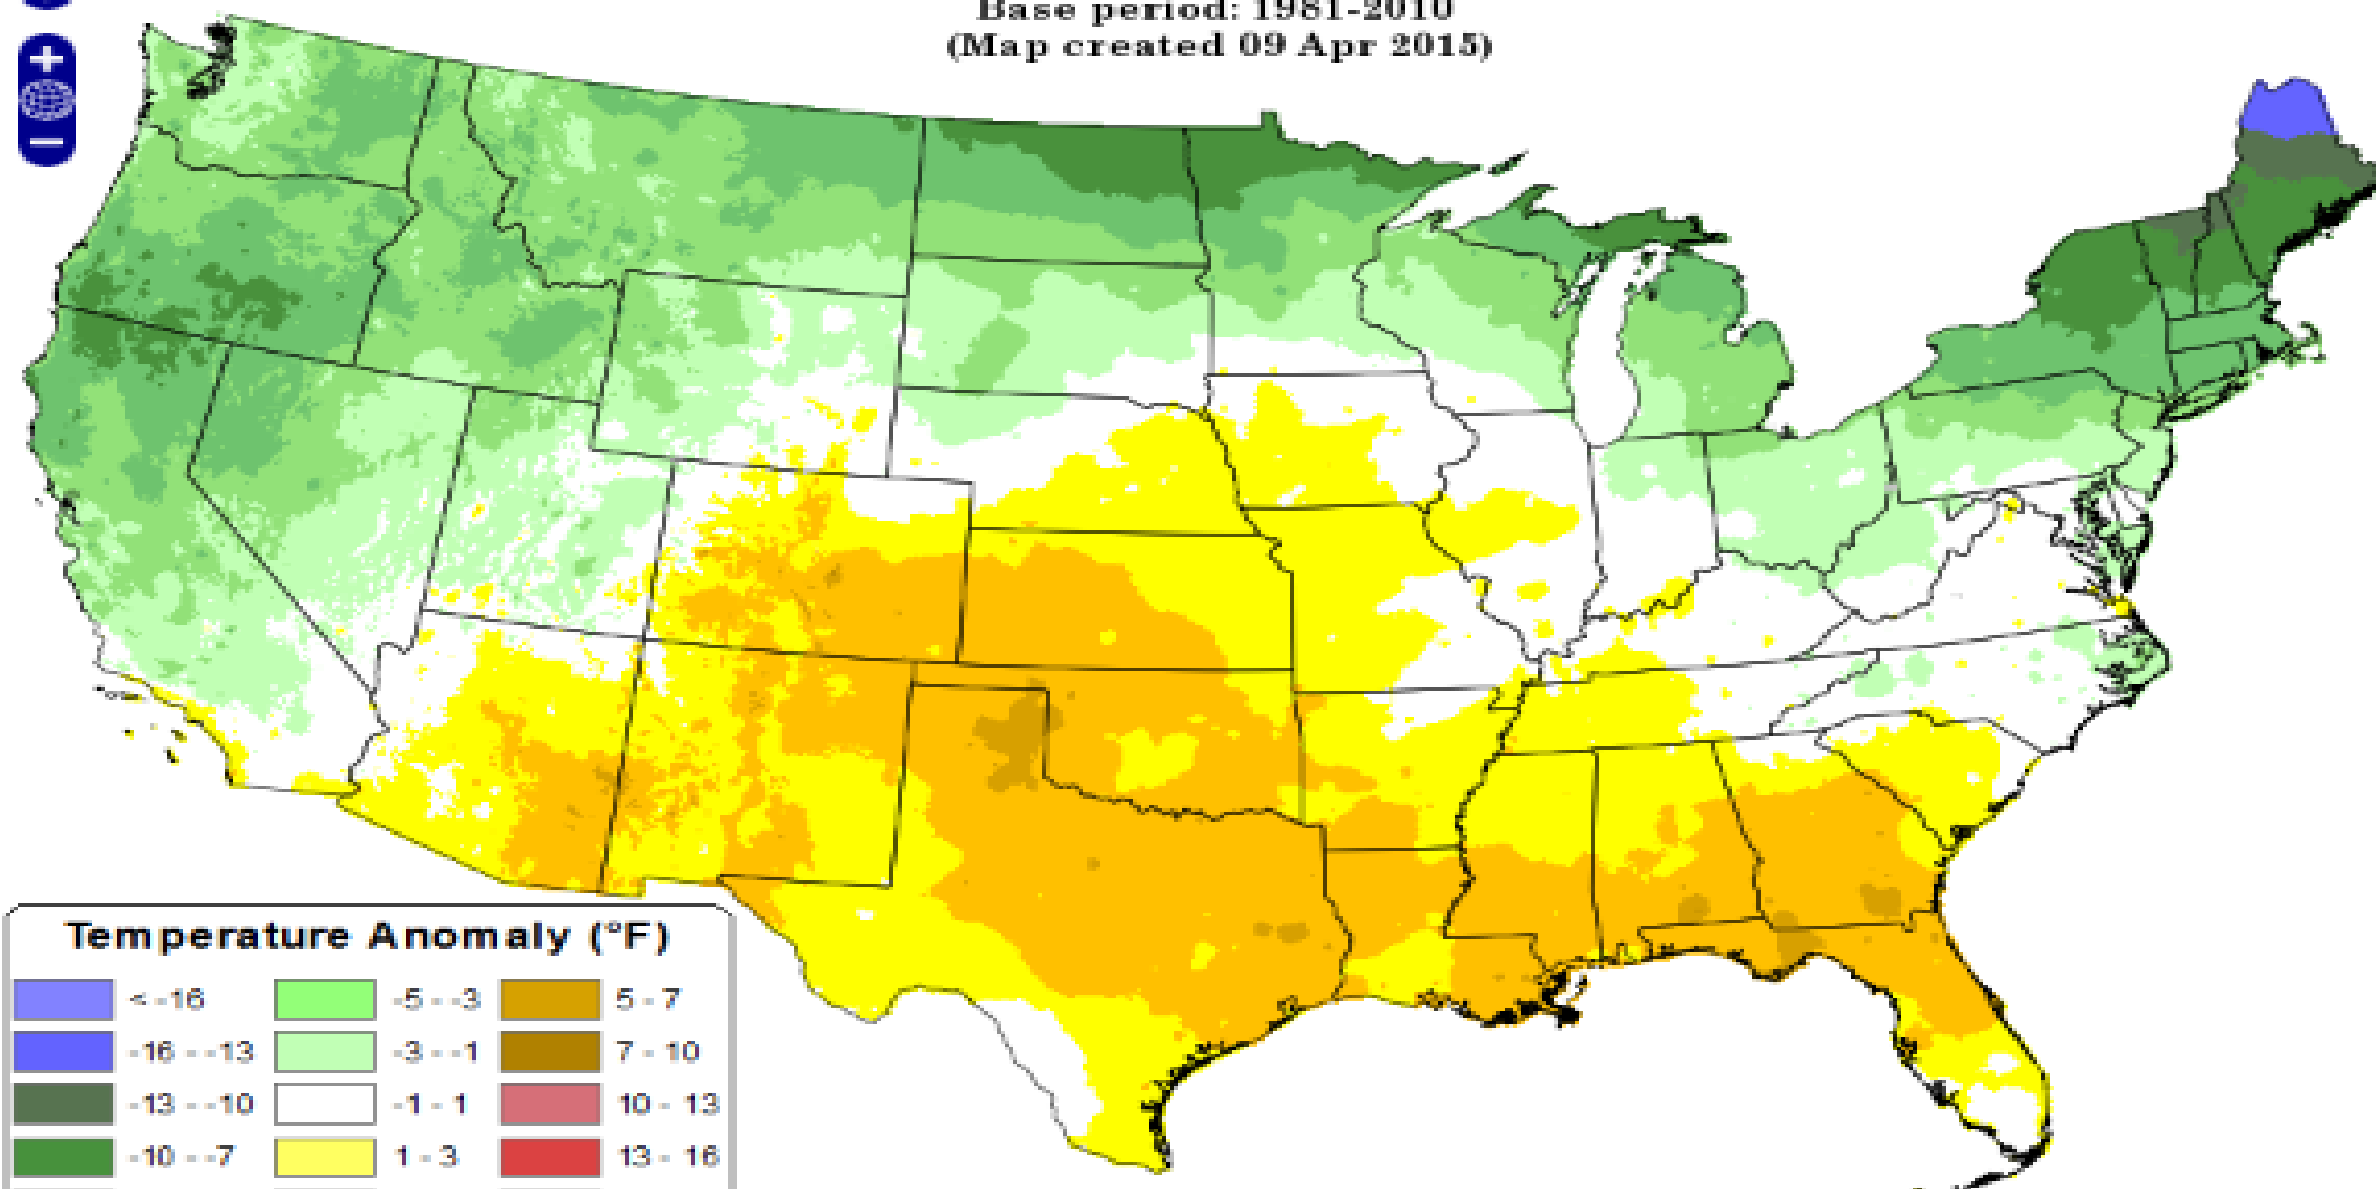 Base period: 1981-2010
(Map created 09 Apr 2015)
+
−
Temperature Anomaly (°F)
< -16
-5 - -3
5 - 7
-16 - -13
-3 - -1
7 - 10
-13 - -10
-1 - 1
10 - 13
-10 - -7
1 - 3
13 - 16